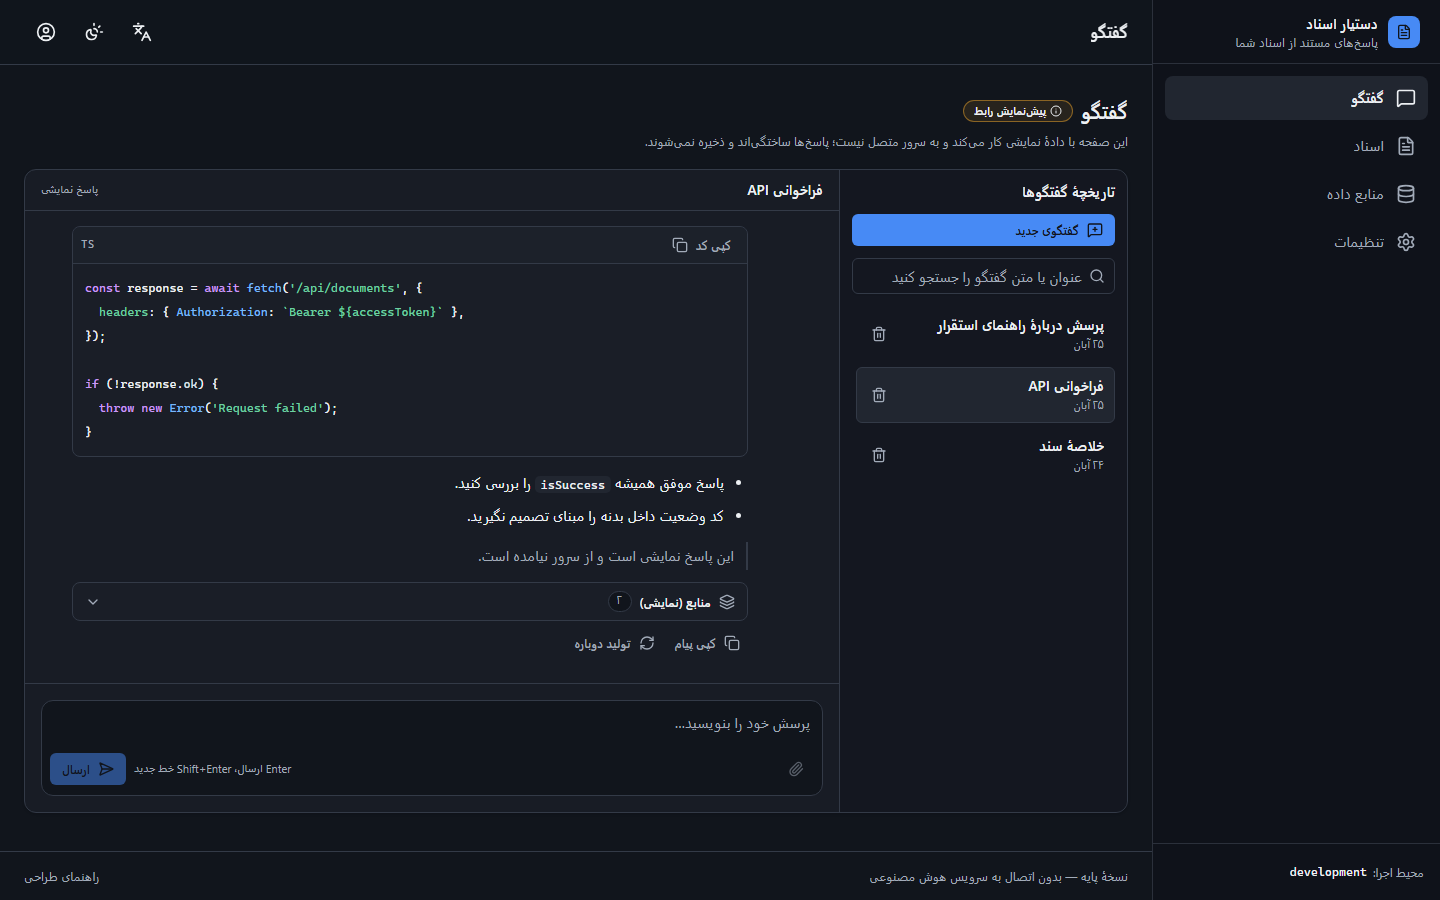 دستیار اسناد
پاسخ‌های مستند از اسناد شما
گفتگو
اسناد
منابع داده
تنظیمات
محیط اجرا: development
گفتگو
گفتگو
پیش‌نمایش رابط
این صفحه با دادهٔ نمایشی کار می‌کند و به سرور متصل نیست؛ پاسخ‌ها ساختگی‌اند و ذخیره نمی‌شوند.
تاریخچهٔ گفتگوها
گفتگوی جدید
عنوان یا متن گفتگو را جستجو کنید
پرسش دربارهٔ راهنمای استقرار
۲۵ آبان
فراخوانی API
۲۵ آبان
خلاصهٔ سند
۲۴ آبان
فراخوانی API
پاسخ نمایشی
کپی کد
TS
const response = await fetch('/api/documents', {
  headers: { Authorization: `Bearer ${accessToken}` },
});
if (!response.ok) {
  throw new Error('Request failed');
}
پاسخ موفق همیشه isSuccess را بررسی کنید.
کد وضعیت داخل بدنه را مبنای تصمیم نگیرید.
این پاسخ نمایشی است و از سرور نیامده است.
منابع (نمایشی) ۲
کپی پیام
تولید دوباره
پرسش خود را بنویسید...
Enter ارسال، Shift+Enter خط جدید
ارسال
نسخهٔ پایه — بدون اتصال به سرویس هوش مصنوعی
راهنمای طراحی